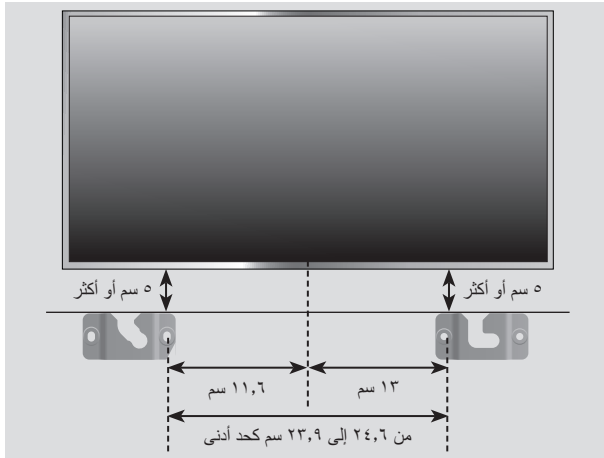 ٥ سم أو أكثر
٥ سم أو أكثر
١٣ سم
١١,٦ سم
من ٢٤,٦ إلى ٢٣,٩ سم كحد أدنى